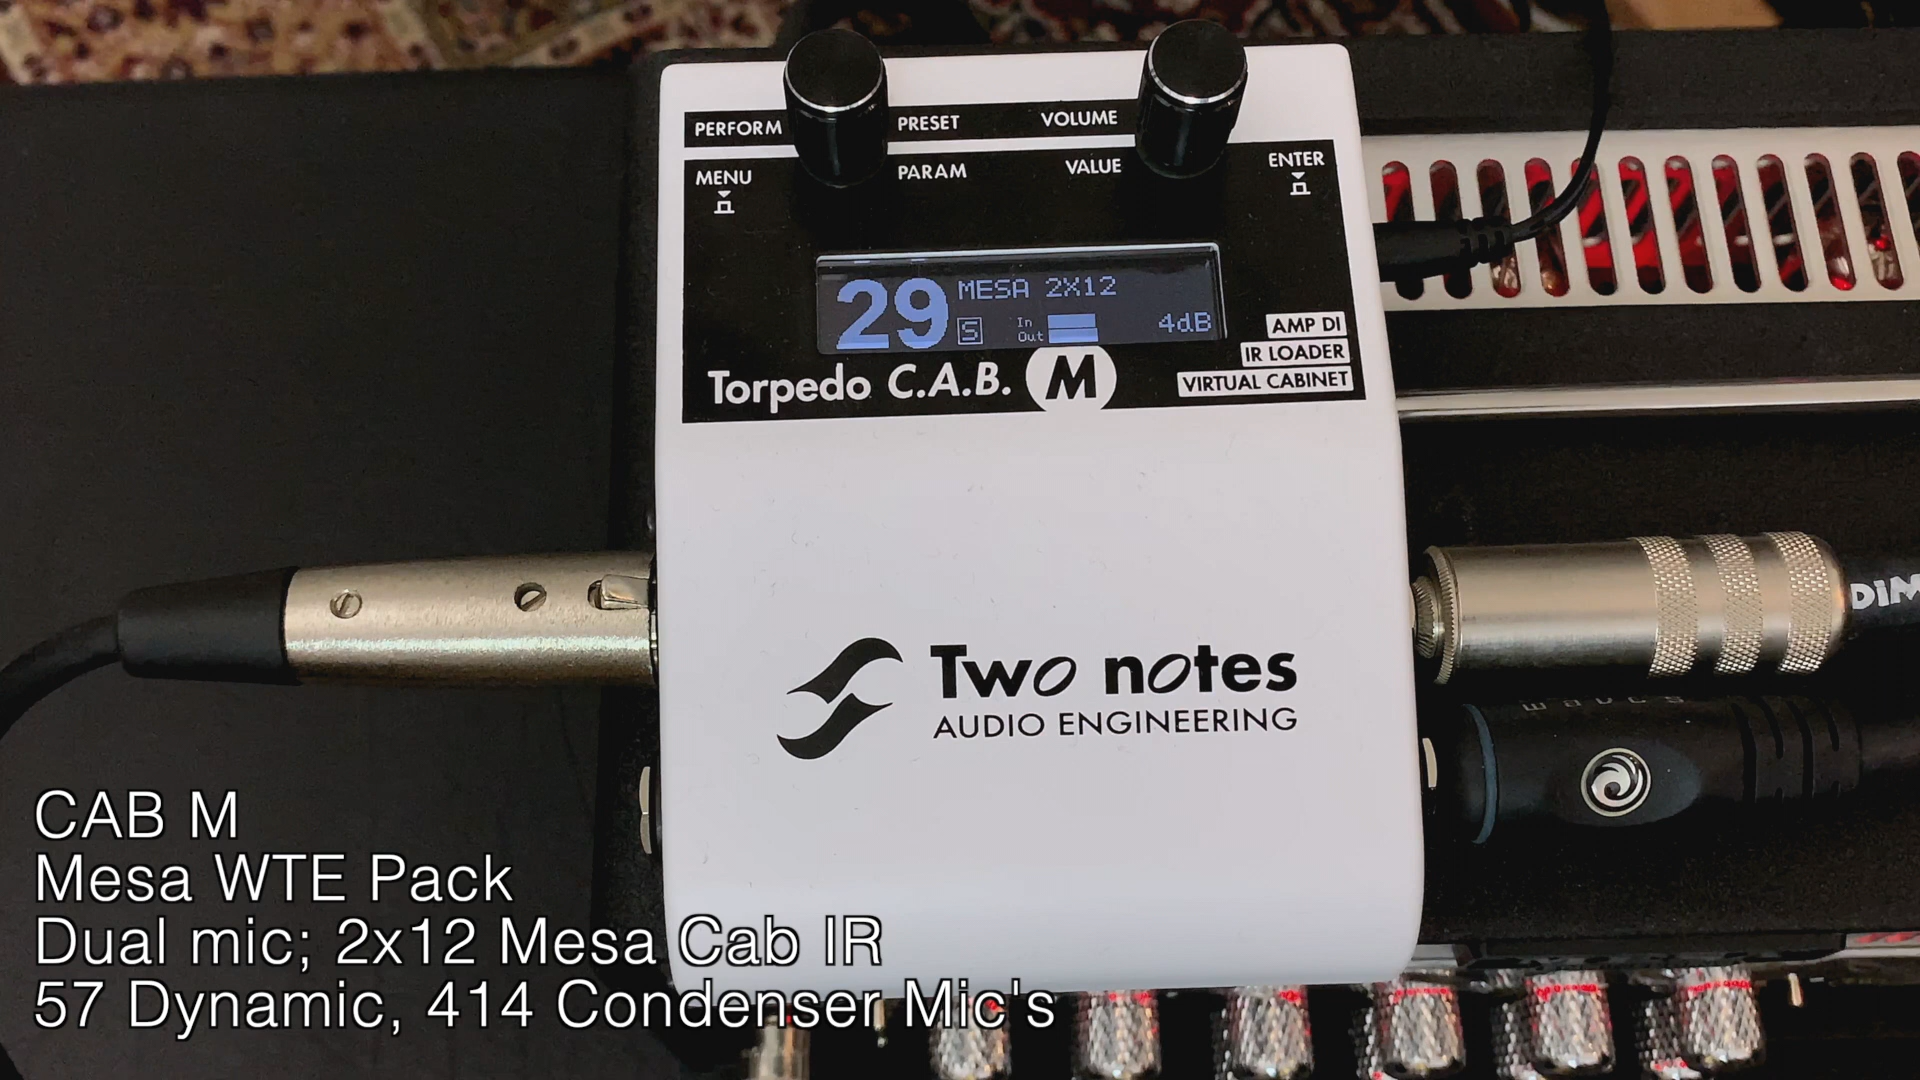 PERFORM PRESET VOLUME
MENU PARAM VALUE ENTER
29 MESA 2X12
S In
Out 4dB
AMP DI
IR LOADER
VIRTUAL CABINET
Torpedo C.A.B. M
Two notes
AUDIO ENGINEERING
CAB M
Mesa WTE Pack
Dual mic; 2x12 Mesa Cab IR
57 Dynamic, 414 Condenser Mic's